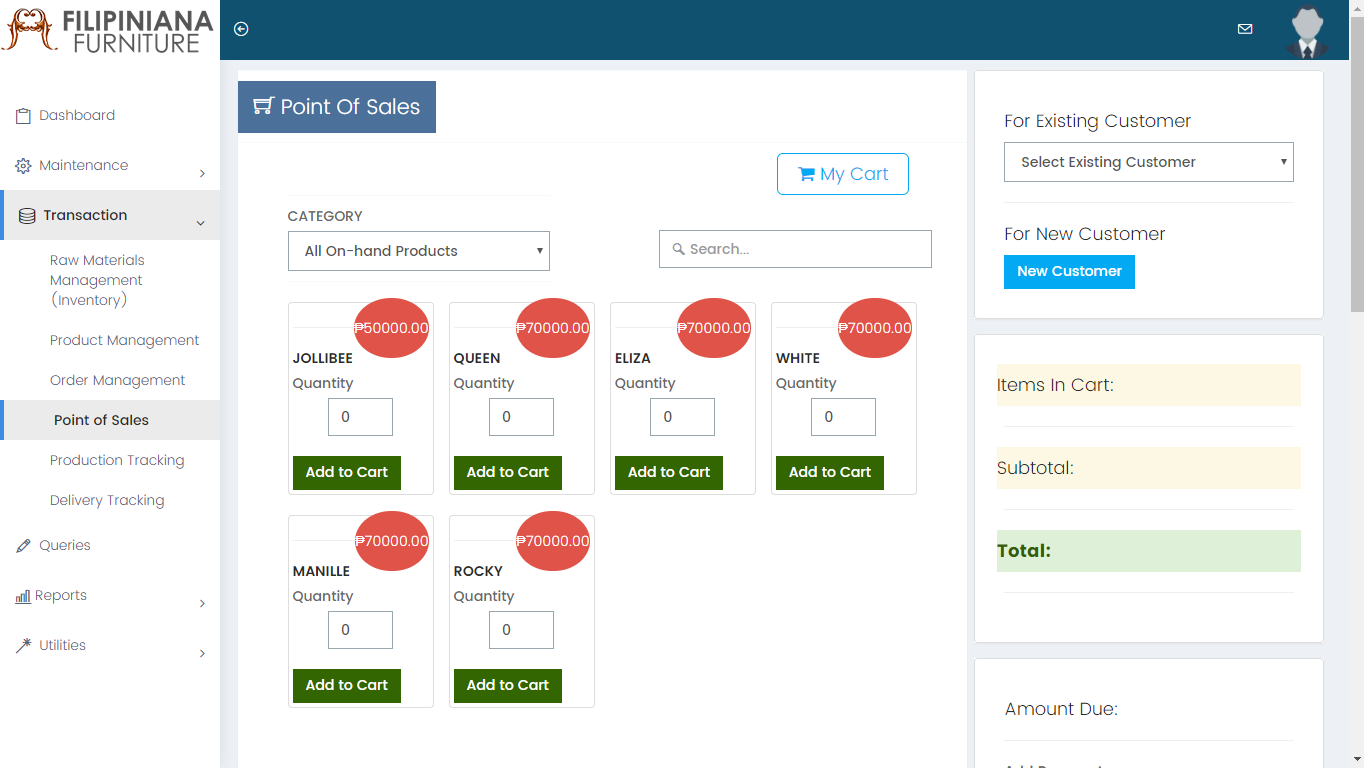 FILIPINIANA
FURNITURE
Dashboard
Maintenance
Transaction
Raw Materials
Management
(Inventory)
Product Management
Order Management
Point of Sales
Production Tracking
Delivery Tracking
Queries
Reports
Utilities
Point Of Sales
My Cart
CATEGORY
All On-hand Products
Search...
₱50000.00
JOLLIBEE
Quantity
0
Add to Cart
₱70000.00
QUEEN
Quantity
0
Add to Cart
₱70000.00
ELIZA
Quantity
0
Add to Cart
₱70000.00
WHITE
Quantity
0
Add to Cart
₱70000.00
MANILLE
Quantity
0
Add to Cart
₱70000.00
ROCKY
Quantity
0
Add to Cart
For Existing Customer
Select Existing Customer
For New Customer
New Customer
Items In Cart:
Subtotal:
Total:
Amount Due: